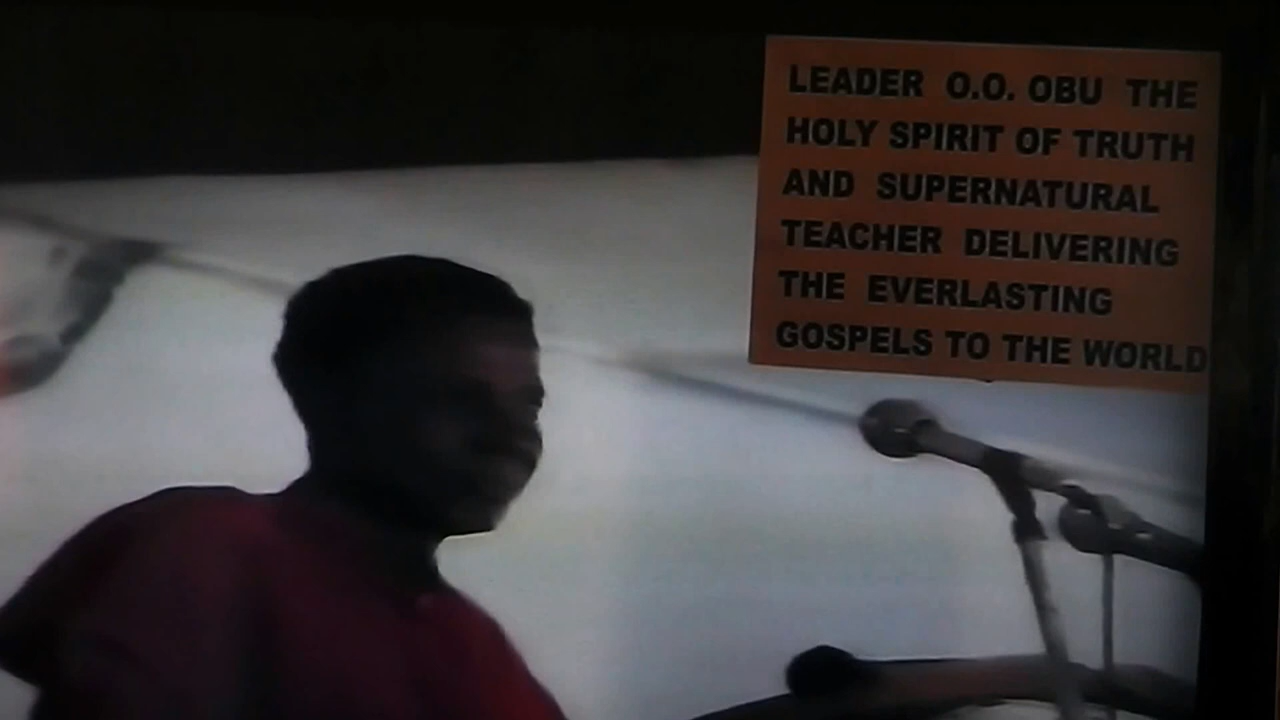 LEADER O.O. OBU THE
HOLY SPIRIT OF TRUTH
AND SUPERNATURAL
TEACHER DELIVERING
THE EVERLASTING
GOSPELS TO THE WORLD